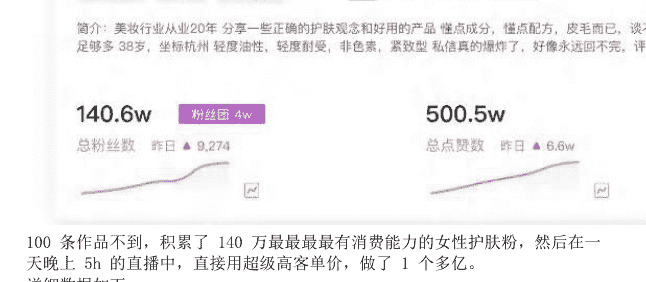 简介：美妆行业从业20年 分享一些正确的护肤观念和好用的产品 懂点成分，懂点配方，皮毛而已，谈不
足够多 38岁，坐标杭州 轻度油性，轻度耐受，非色素，紧致型 私信真的爆炸了，好像永远回不完，评
140.6w 粉丝团 4w 500.5w
总粉丝数 昨日 ▲ 9,274 总点赞数 昨日 ▲ 6.6w
100 条作品不到，积累了 140 万最最最最有消费能力的女性护肤粉，然后在一
天晚上 5h 的直播中，直接用超级高客单价，做了 1 个多亿。
详细数据如下